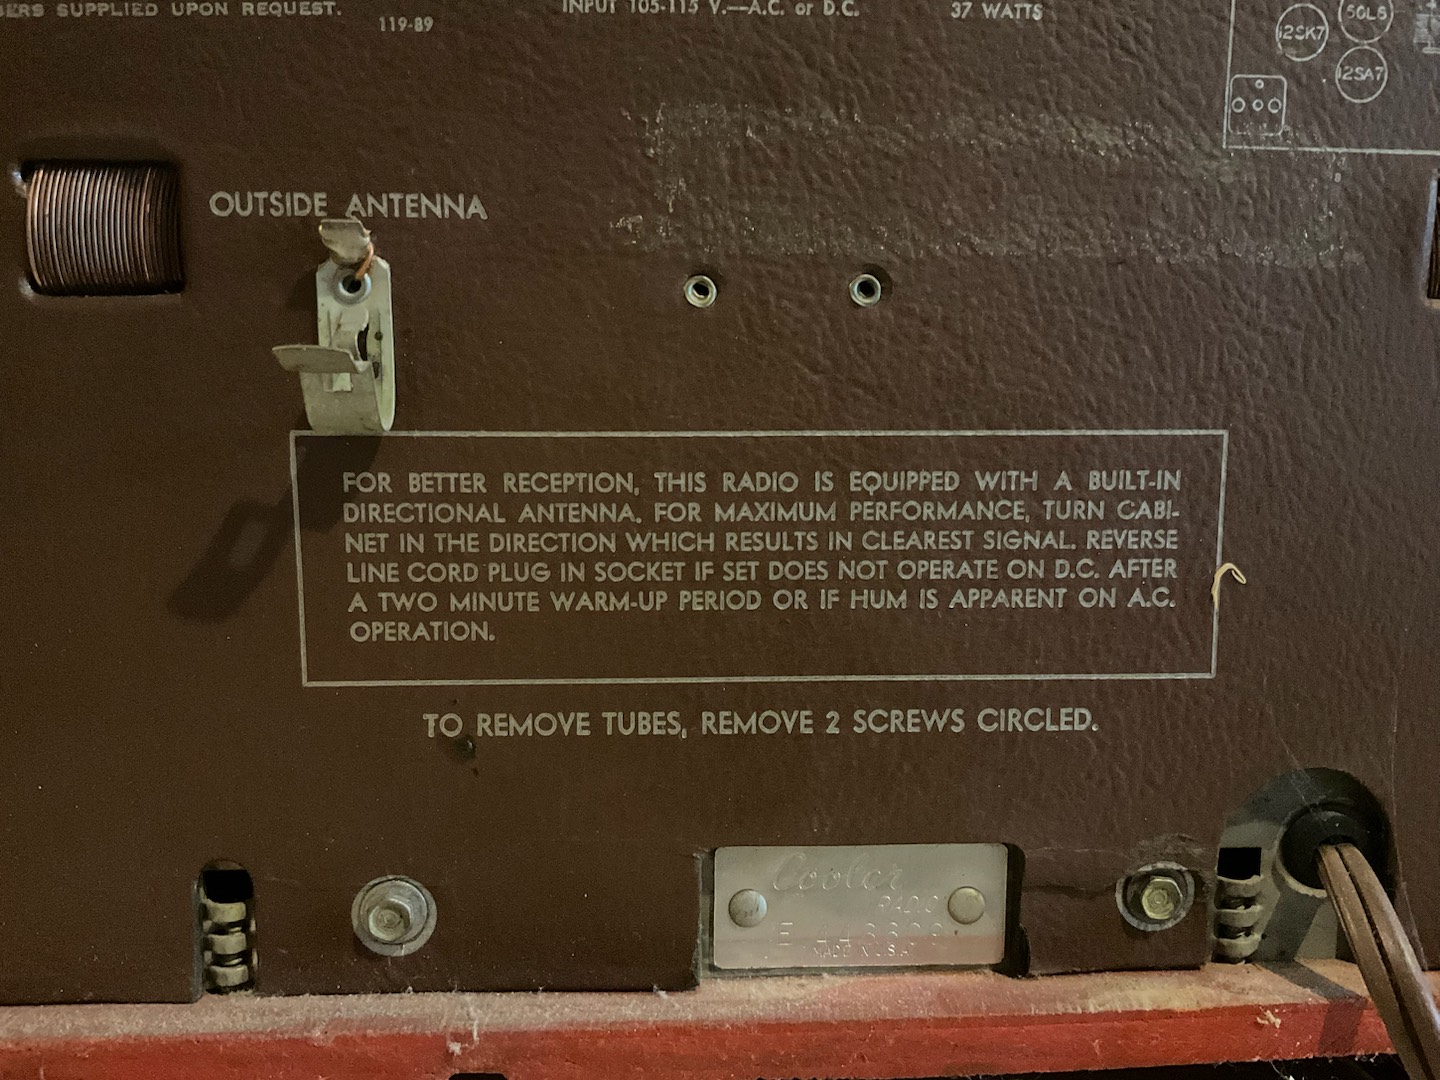 SUPPLIED UPON REQUEST.
119-89
INPUT 105-115 V.—A.C. or D.C.
37 WATTS
50L6
12SK7
12SA7
OUTSIDE ANTENNA
FOR BETTER RECEPTION, THIS RADIO IS EQUIPPED WITH A BUILT-IN
DIRECTIONAL ANTENNA. FOR MAXIMUM PERFORMANCE, TURN CABI-
NET IN THE DIRECTION WHICH RESULTS IN CLEAREST SIGNAL. REVERSE
LINE CORD PLUG IN SOCKET IF SET DOES NOT OPERATE ON D.C. AFTER
A TWO MINUTE WARM-UP PERIOD OR IF HUM IS APPARENT ON A.C.
OPERATION.
TO REMOVE TUBES, REMOVE 2 SCREWS CIRCLED.
RADIO
MADE IN U.S.A.